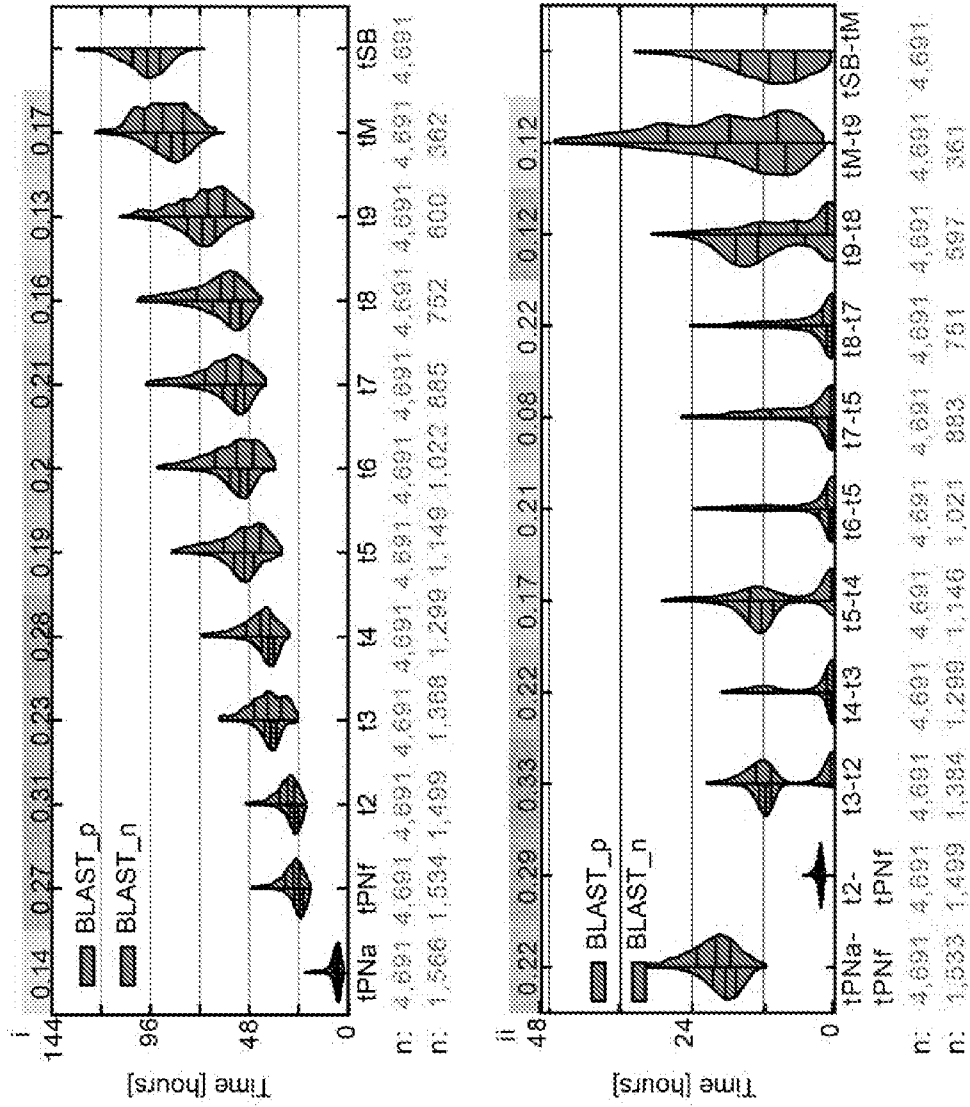 i
0.14 0.27 0.31 0.23 0.28 0.19 0.2 0.21 0.16 0.13 0.17
144
96
48
0
Time [hours]
BLAST_p
BLAST_n
tPNa tPNf t2 t3 t4 t5 t6 t7 t8 t9 tM tSB
n: 4,691 4,691 4,691 4,691 4,691 4,691 4,691 4,691 4,691 4,691 4,691 4,691
n: 1,566 1,534 1,499 1,388 1,299 1,149 1,022 885 752 600 362
ii
0.22 0.29 0.33 0.22 0.17 0.21 0.08 0.22 0.12 0.12
48
24
0
Time [hours]
BLAST_p
BLAST_n
tPNa- t2- t3-t2 t4-t3 t5-t4 t6-t5 t7-t5 t8-t7 t9-t8 tM-t9 tSB-tM
tPNf tPNf
n: 4,691 4,691 4,691 4,691 4,691 4,691 4,691 4,691 4,691 4,691 4,691
n: 1,533 1,499 1,384 1,298 1,146 1,021 883 751 597 361